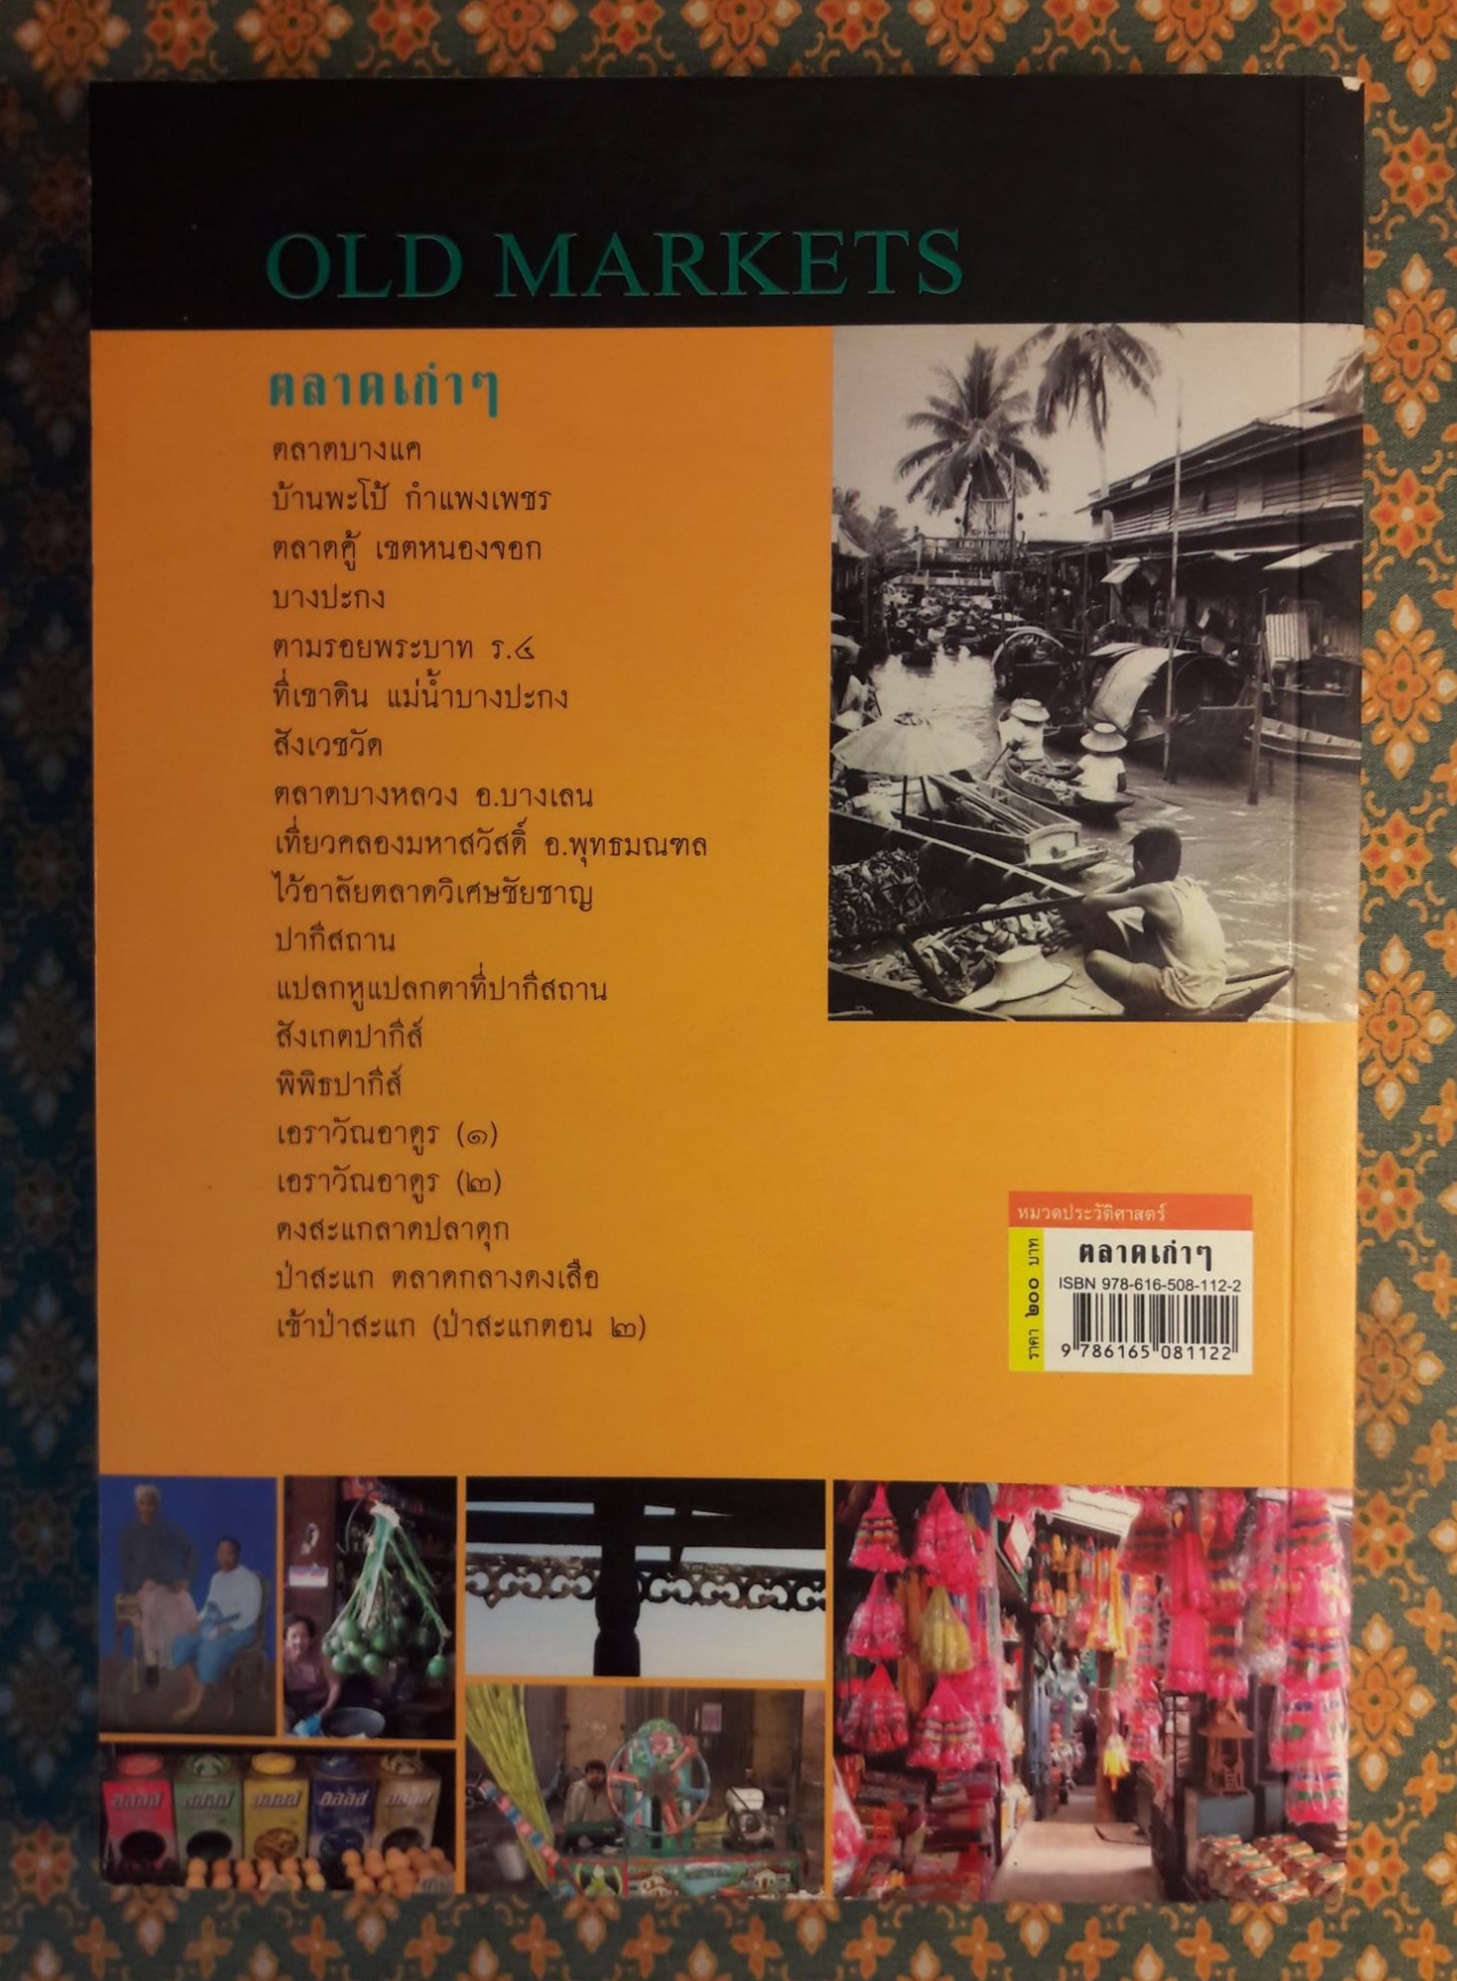 OLD MARKETS
ตลาดเก่าๆ
ตลาดบางแค
บ้านพะโป้ กำแพงเพชร
ตลาดคู้ เขตหนองจอก
บางปะกง
ตามรอยพระบาท ร.๔
ที่เขาดิน แม่น้ำบางปะกง
สังเวชวัด
ตลาดบางหลวง อ.บางเลน
เที่ยวคลองมหาสวัสดิ์ อ.พุทธมณฑล
ไว้อาลัยตลาดวิเศษชัยชาญ
ปากีสถาน
แปลกหูแปลกตาที่ปากีสถาน
สังเกตปากีส์
พิพิธปากีส์
เอราวัณอาดูร (๑)
เอราวัณอาดูร (๒)
ดงสะแกลาดปลาดุก
ป่าสะแก ตลาดกลางดงเสือ
เข้าป่าสะแก (ป่าสะแกตอน ๒)
หมวดประวัติศาสตร์
ราคา ๒๐๐ บาท
ตลาดเก่าๆ
ISBN 978-616-508-112-2
9 786165 081122